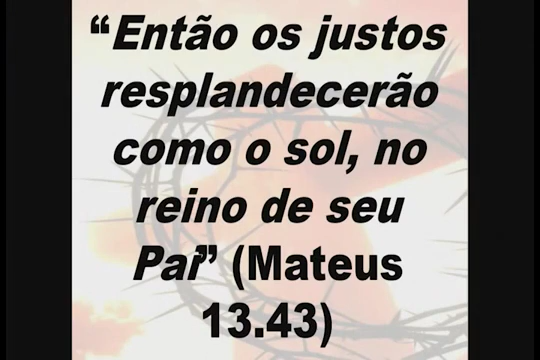 “Então os justos
resplandecerão
como o sol, no
reino de seu
Pai” (Mateus
13.43)